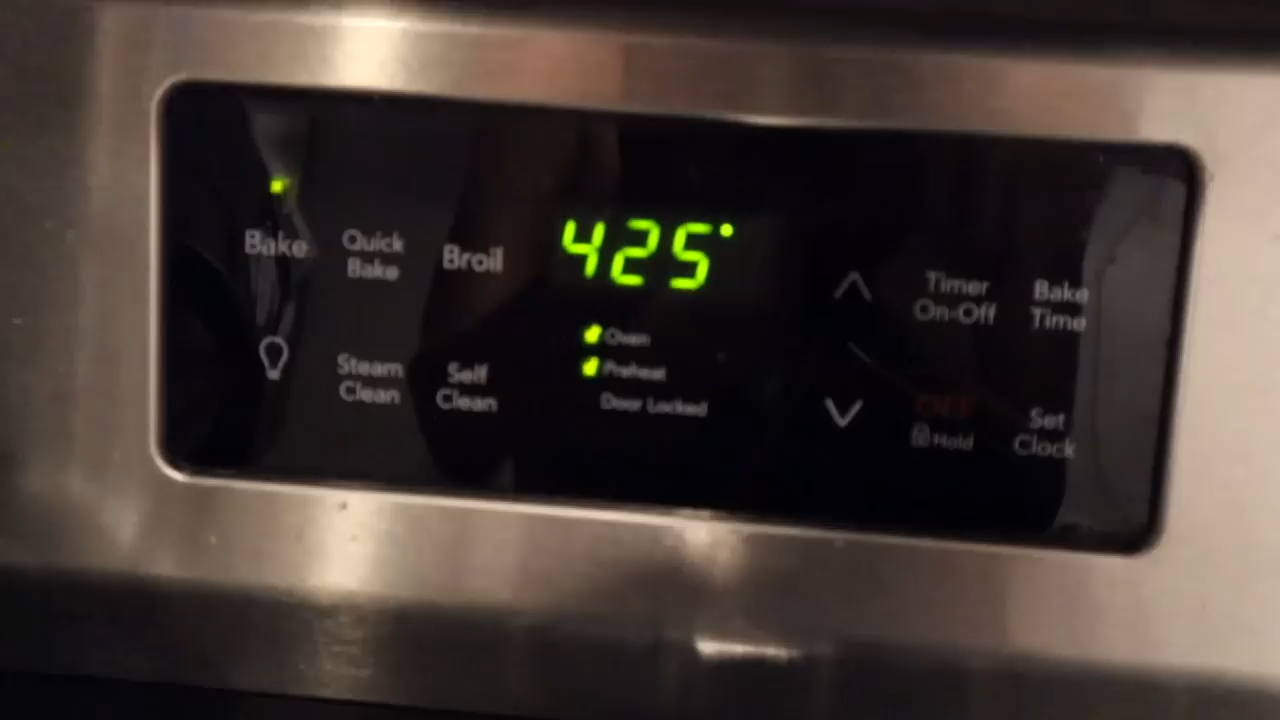 Bake
Quick
Bake
Broil
425°
Timer
On-Off
Bake
Time
Oven
Preheat
Door Locked
Steam
Clean
Self
Clean
Hold
Set
Clock